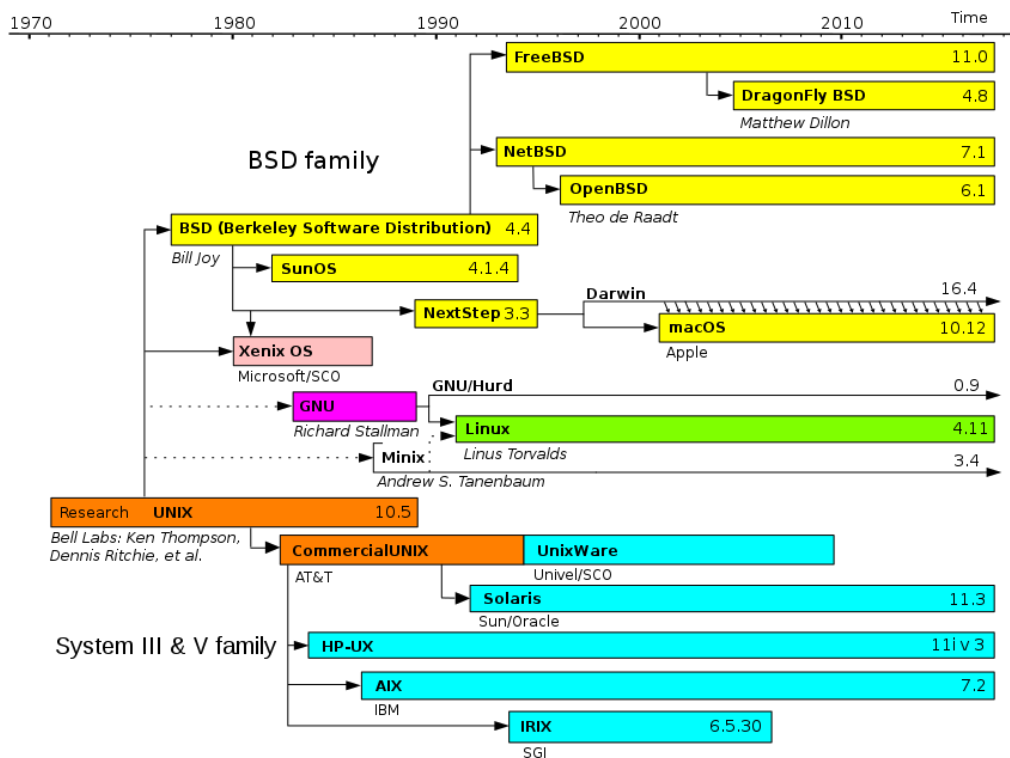 1970 1980 1990 2000 2010 Time
FreeBSD 11.0
DragonFly BSD 4.8
Matthew Dillon
BSD family
NetBSD 7.1
OpenBSD 6.1
Theo de Raadt
BSD (Berkeley Software Distribution) 4.4
Bill Joy
SunOS 4.1.4
Darwin 16.4
NextStep 3.3
macOS 10.12
Apple
Xenix OS
Microsoft/SCO
GNU/Hurd 0.9
GNU
Richard Stallman
Linux 4.11
Linus Torvalds
Minix 3.4
Andrew S. Tanenbaum
Research UNIX 10.5
Bell Labs: Ken Thompson,
Dennis Ritchie, et al.
CommercialUNIX
AT&T
UnixWare
Univel/SCO
Solaris 11.3
Sun/Oracle
System III & V family
HP-UX 11i v 3
AIX 7.2
IBM
IRIX 6.5.30
SGI